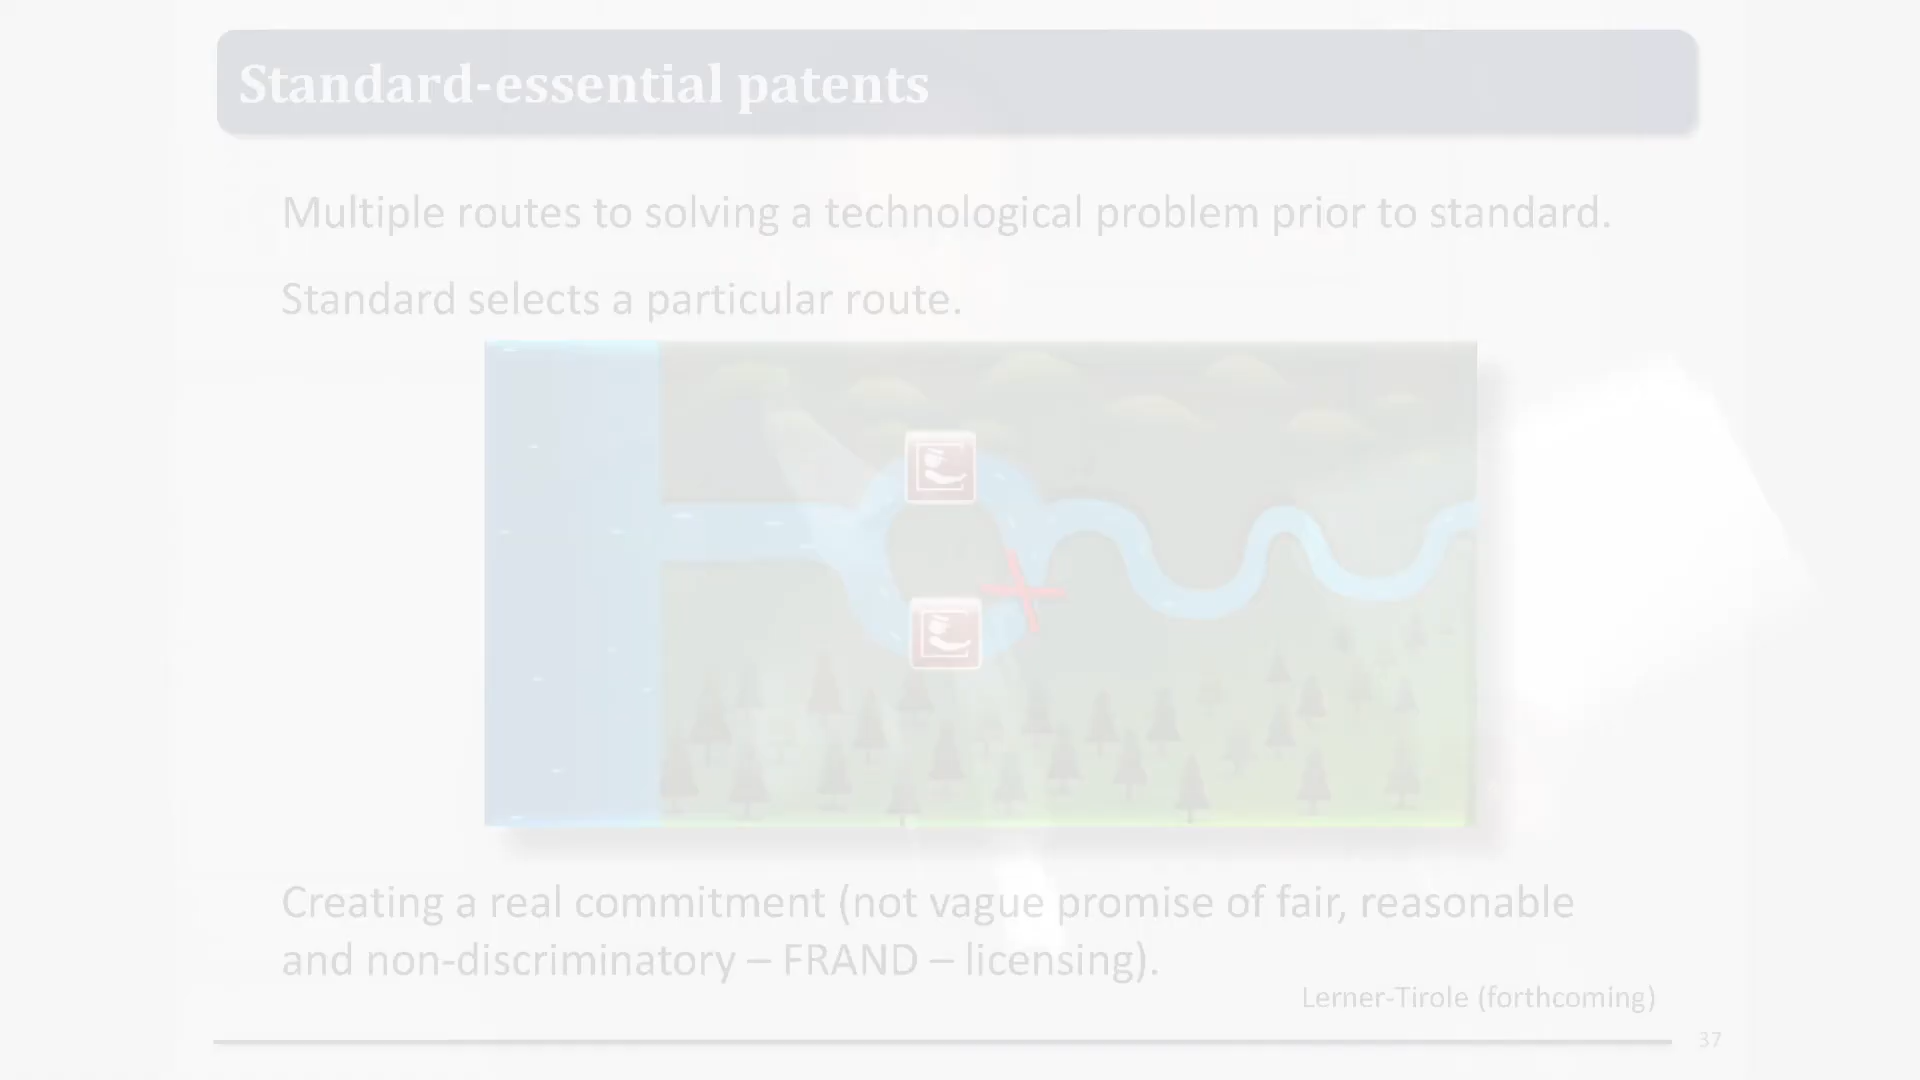 Standard-essential patents
Multiple routes to solving a technological problem prior to standard.
Standard selects a particular route.
Creating a real commitment (not vague promise of fair, reasonable
and non-discriminatory – FRAND – licensing).
Lerner-Tirole (forthcoming)
37